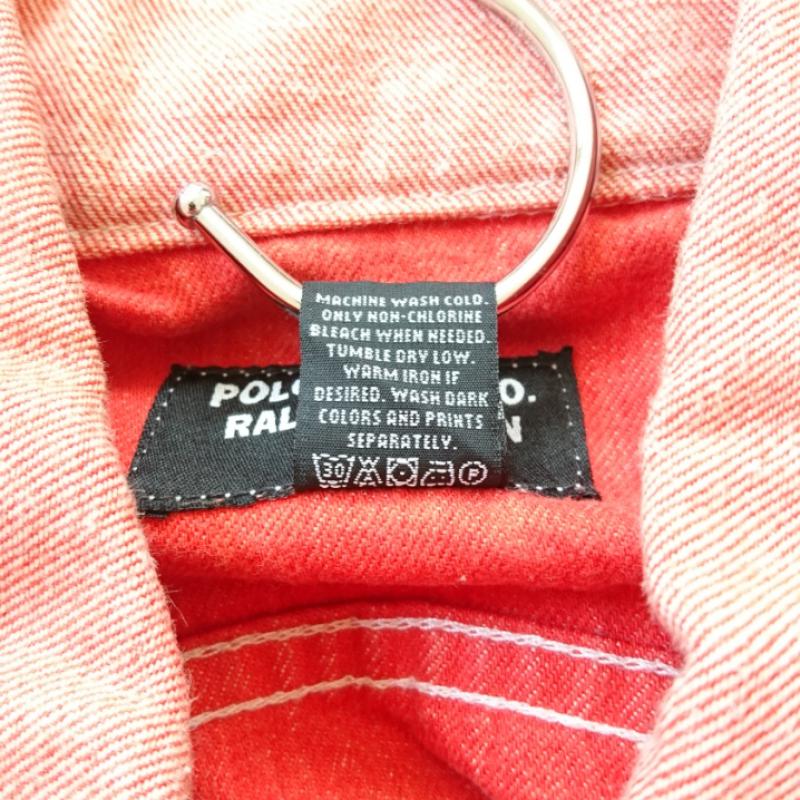 MACHINE WASH COLD.
ONLY NON-CHLORINE
BLEACH WHEN NEEDED.
TUMBLE DRY LOW.
WARM IRON IF
DESIRED. WASH DARK
COLORS AND PRINTS
SEPARATELY.
30 P